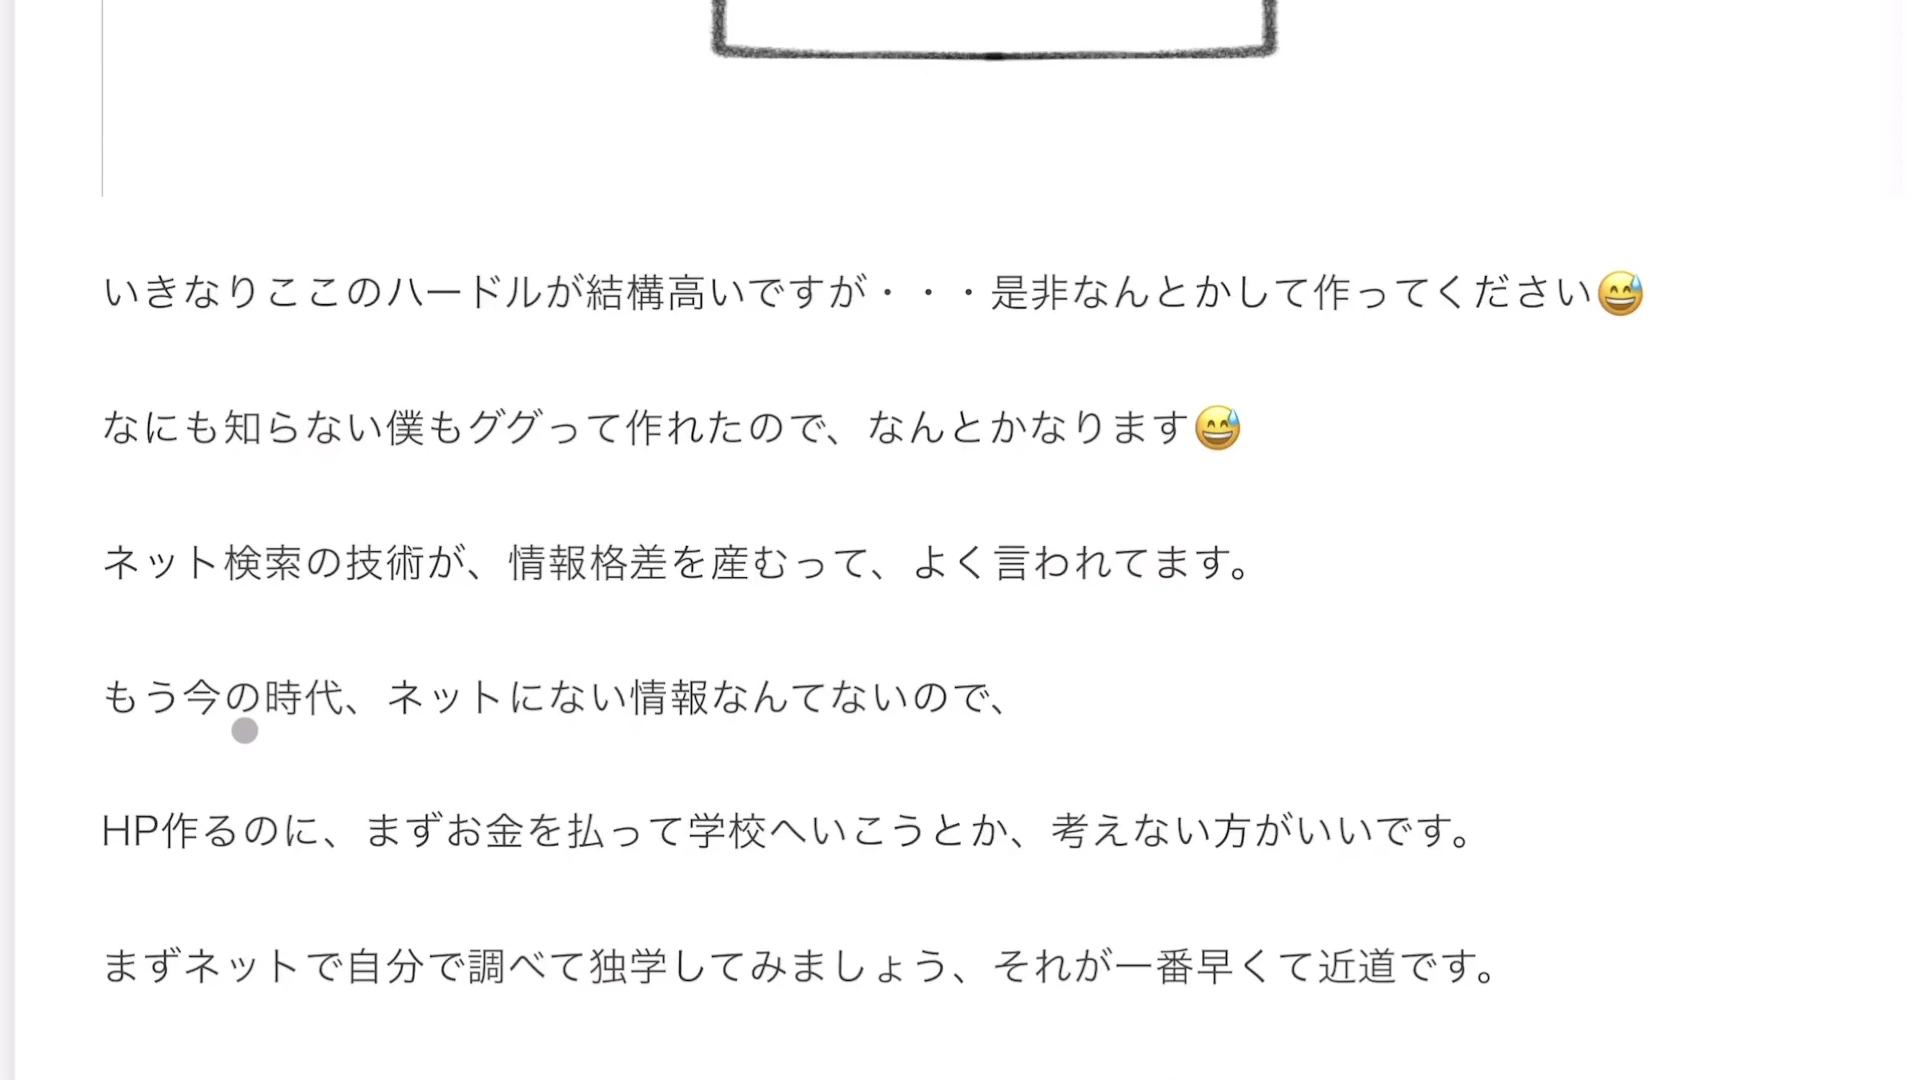 いきなりここのハードルが結構高いですが・・・是非なんとかして作ってください😅
なにも知らない僕もググって作れたので、なんとかなります😅
ネット検索の技術が、情報格差を産むって、よく言われてます。
もう今の時代、ネットにない情報なんてないので、
HP作るのに、まずお金を払って学校へいこうとか、考えない方がいいです。
まずネットで自分で調べて独学してみましょう、それが一番早くて近道です。